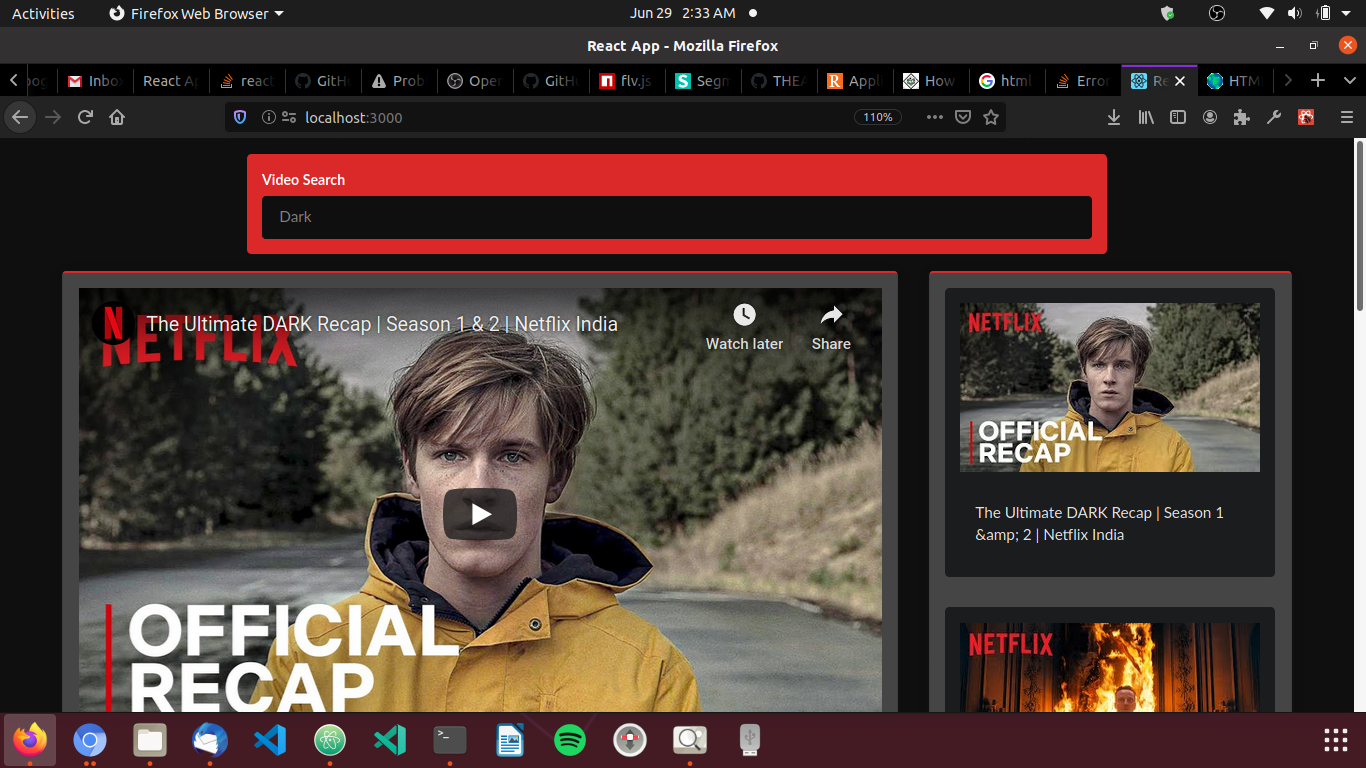 Activities
Firefox Web Browser
Jun 29 2:33 AM
React App - Mozilla Firefox
Inbo
React A
react
GitH
Prob
Oper
GitH
flv.js
Segm
THEA
Appl
How
html
Error
Re
HTM
localhost:3000
110%
Video Search
Dark
NETFLIX
The Ultimate DARK Recap | Season 1 & 2 | Netflix India
Watch later
Share
OFFICIAL
RECAP
NETFLIX
OFFICIAL
RECAP
The Ultimate DARK Recap | Season 1
&amp; 2 | Netflix India
NETFLIX